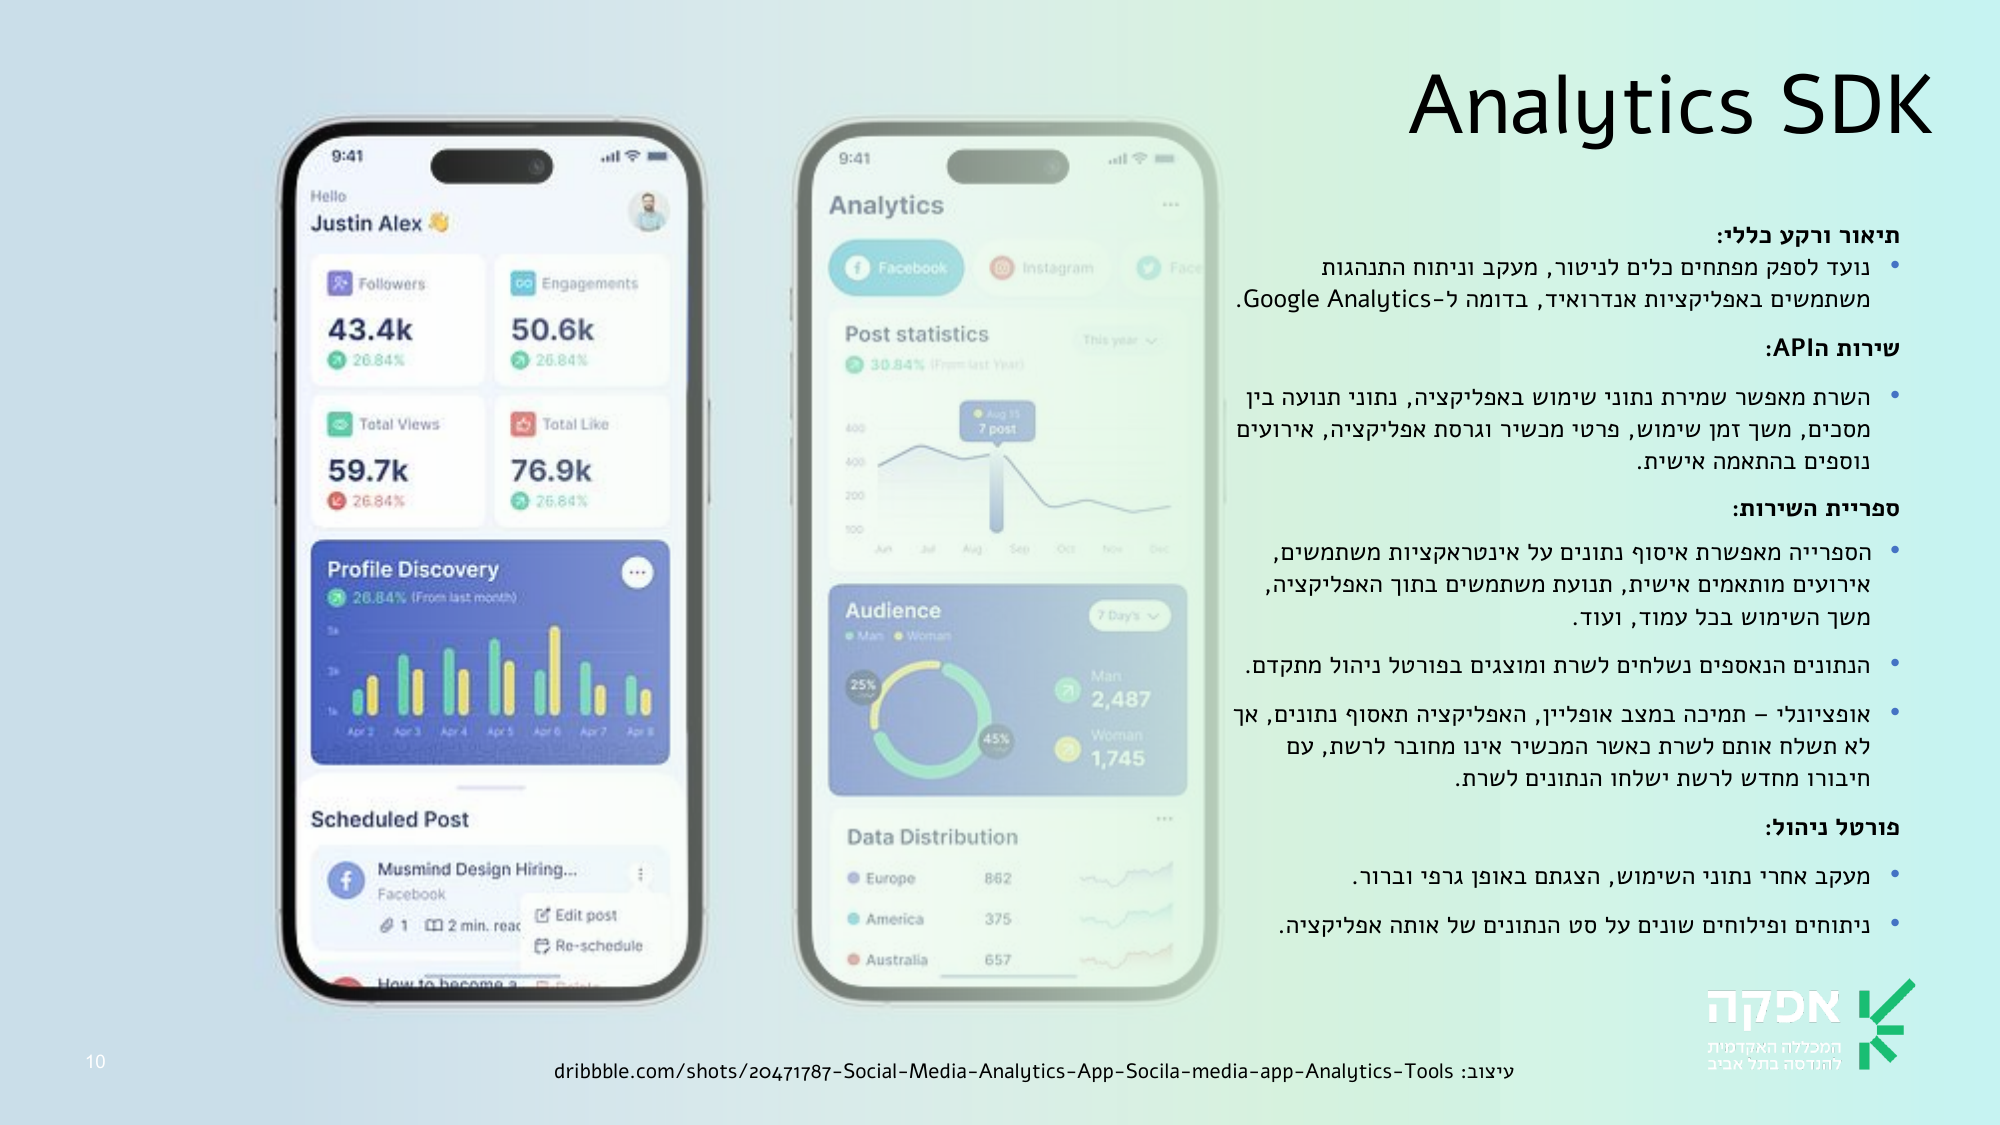 Analytics SDK
תיאור ורקע כללי:
• נועד לספק מפתחים כלים לניטור, מעקב וניתוח התנהגות
משתמשים באפליקציות אנדרואיד, בדומה ל-Google Analytics.
שירות הAPI:
• השרת מאפשר שמירת נתוני שימוש באפליקציה, נתוני תנועה בין
מסכים, משך זמן שימוש, פרטי מכשיר וגרסת אפליקציה, אירועים
נוספים בהתאמה אישית.
ספריית השירות:
• הספרייה מאפשרת איסוף נתונים על אינטראקציות משתמשים,
אירועים מותאמים אישית, תנועת משתמשים בתוך האפליקציה,
משך השימוש בכל עמוד, ועוד.
• הנתונים הנאספים נשלחים לשרת ומוצגים בפורטל ניהול מתקדם.
• אופציונלי – תמיכה במצב אופליין, האפליקציה תאסוף נתונים, אך
לא תשלח אותם לשרת כאשר המכשיר אינו מחובר לרשת, עם
חיבורו מחדש לרשת ישלחו הנתונים לשרת.
פורטל ניהול:
• מעקב אחרי נתוני השימוש, הצגתם באופן גרפי וברור.
• ניתוחים ופילוחים שונים על סט הנתונים של אותה אפליקציה.
9:41
Hello
Justin Alex 👋
Followers
43.4k
26.84%
Engagements
50.6k
26.84%
Total Views
59.7k
26.84%
Total Like
76.9k
26.84%
Profile Discovery
26.84% (From last month)
5k
3k
1k
Apr 2 Apr 3 Apr 4 Apr 5 Apr 6 Apr 7 Apr 8
Scheduled Post
Musmind Design Hiring...
Facebook
1 2 min. read
Edit post
Re-schedule
Delete
How to become a
9:41
Analytics
Facebook Instagram Face
Post statistics
This year
30.84% (From last Year)
Aug 15
7 post
600
400
200
100
Jun Jul Aug Sep Oct Nov Dec
Audience
7 Day's
Man Woman
25%
45%
Man
2,487
Woman
1,745
Data Distribution
Europe 862
America 375
Australia 657
אפקה
המכללה האקדמית
להנדסה בתל אביב
עיצוב: dribbble.com/shots/20471787-Social-Media-Analytics-App-Socila-media-app-Analytics-Tools
10